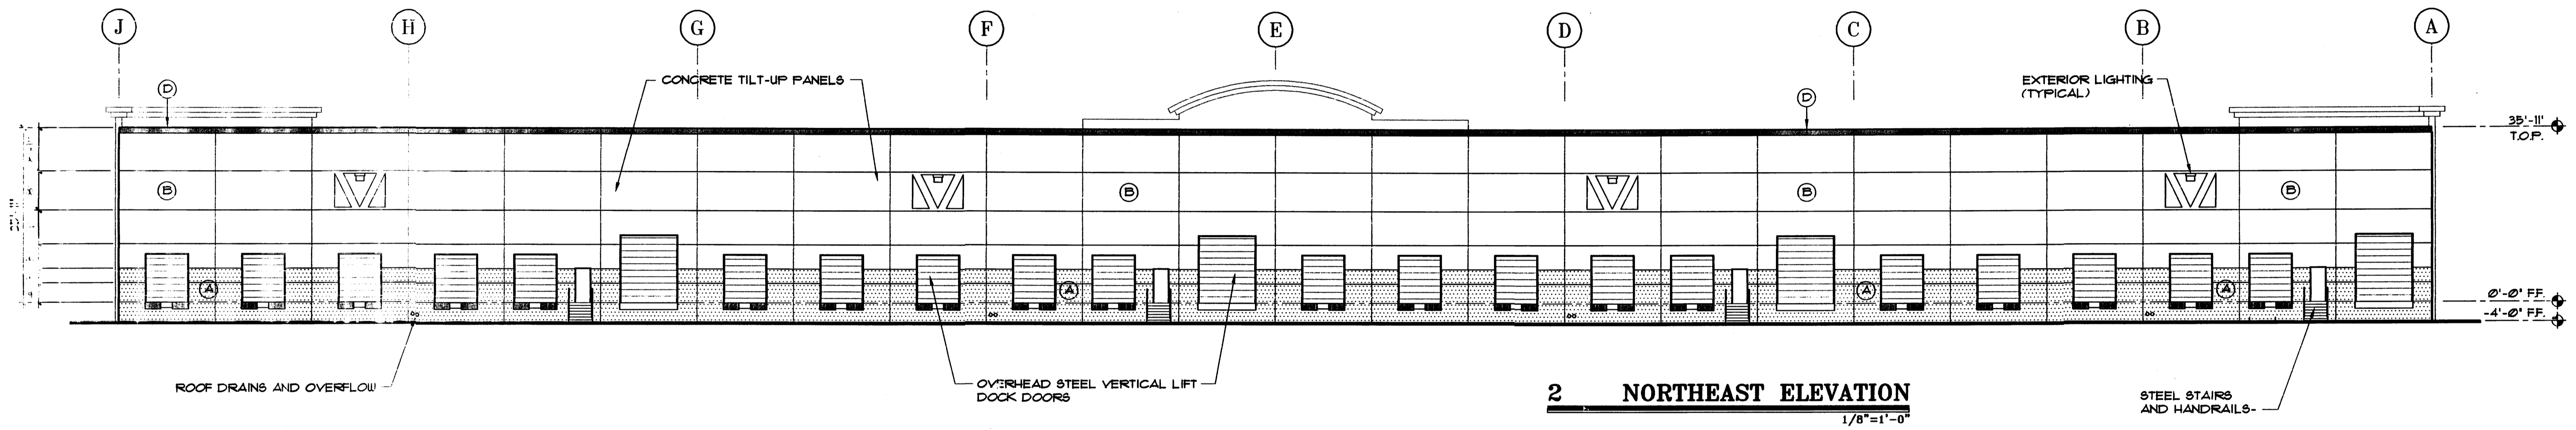 J H G F E D C B A
CONCRETE TILT-UP PANELS
EXTERIOR LIGHTING
(TYPICAL)
D
D
35'-11"
T.O.P.
B
B
B
B
A
A
A
A
0'-0" F.F.
-4'-0" F.F.
ROOF DRAINS AND OVERFLOW
OVERHEAD STEEL VERTICAL LIFT
DOCK DOORS
2 NORTHEAST ELEVATION
1/8"=1'-0"
STEEL STAIRS
AND HANDRAILS-